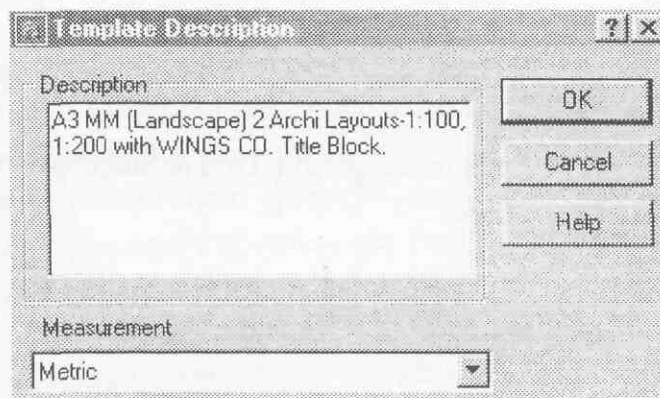 Template Description
? ×
Description
A3 MM (Landscape) 2 Archi Layouts-1:100,
1:200 with WINGS CO. Title Block.
OK
Cancel
Help
Measurement
Metric